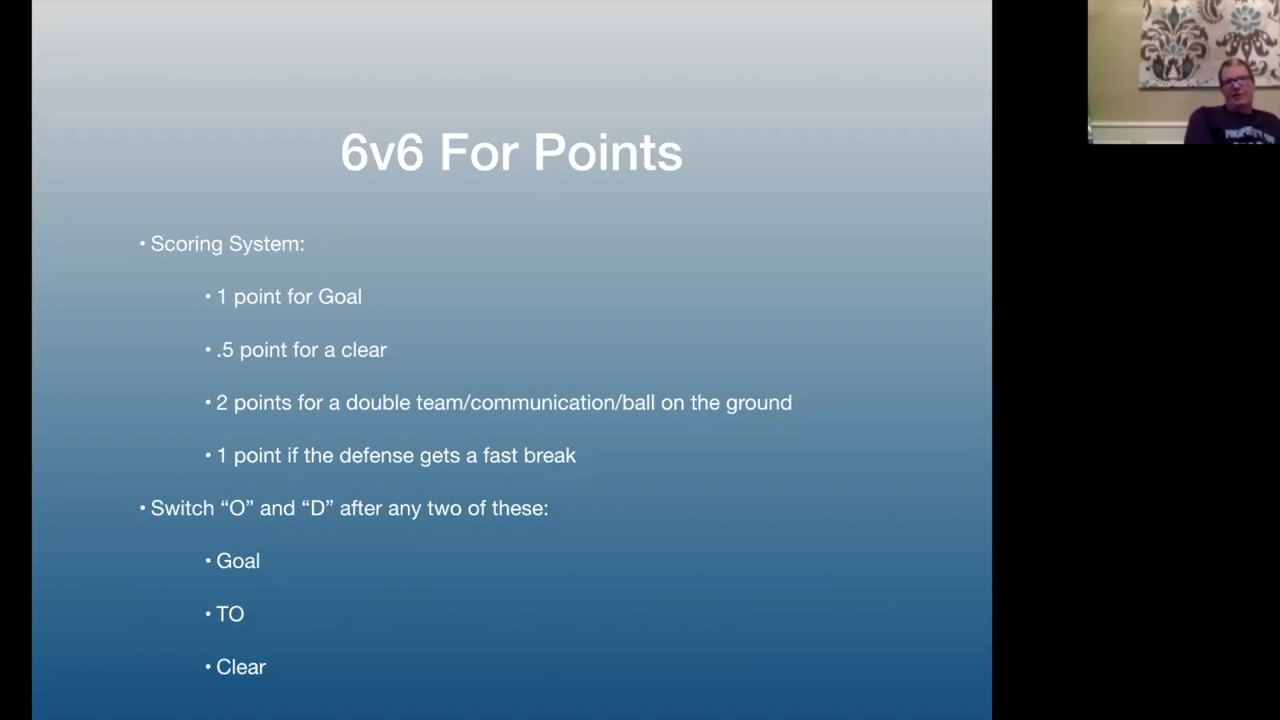 6v6 For Points
• Scoring System:
• 1 point for Goal
• .5 point for a clear
• 2 points for a double team/communication/ball on the ground
• 1 point if the defense gets a fast break
• Switch “O” and “D” after any two of these:
• Goal
• TO
• Clear
PROPERTY